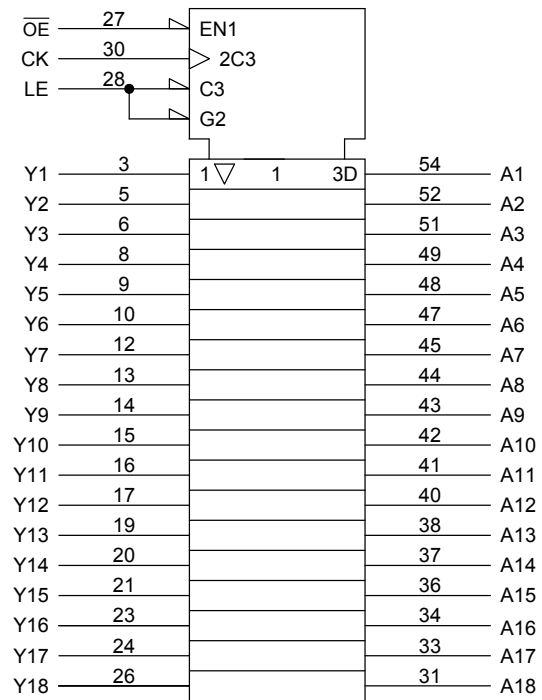 OE 27 EN1
CK 30 2C3
LE 28 C3
G2
Y1 3 1 1 3D 54 A1
Y2 5 52 A2
Y3 6 51 A3
Y4 8 49 A4
Y5 9 48 A5
Y6 10 47 A6
Y7 12 45 A7
Y8 13 44 A8
Y9 14 43 A9
Y10 15 42 A10
Y11 16 41 A11
Y12 17 40 A12
Y13 19 38 A13
Y14 20 37 A14
Y15 21 36 A15
Y16 23 34 A16
Y17 24 33 A17
Y18 26 31 A18